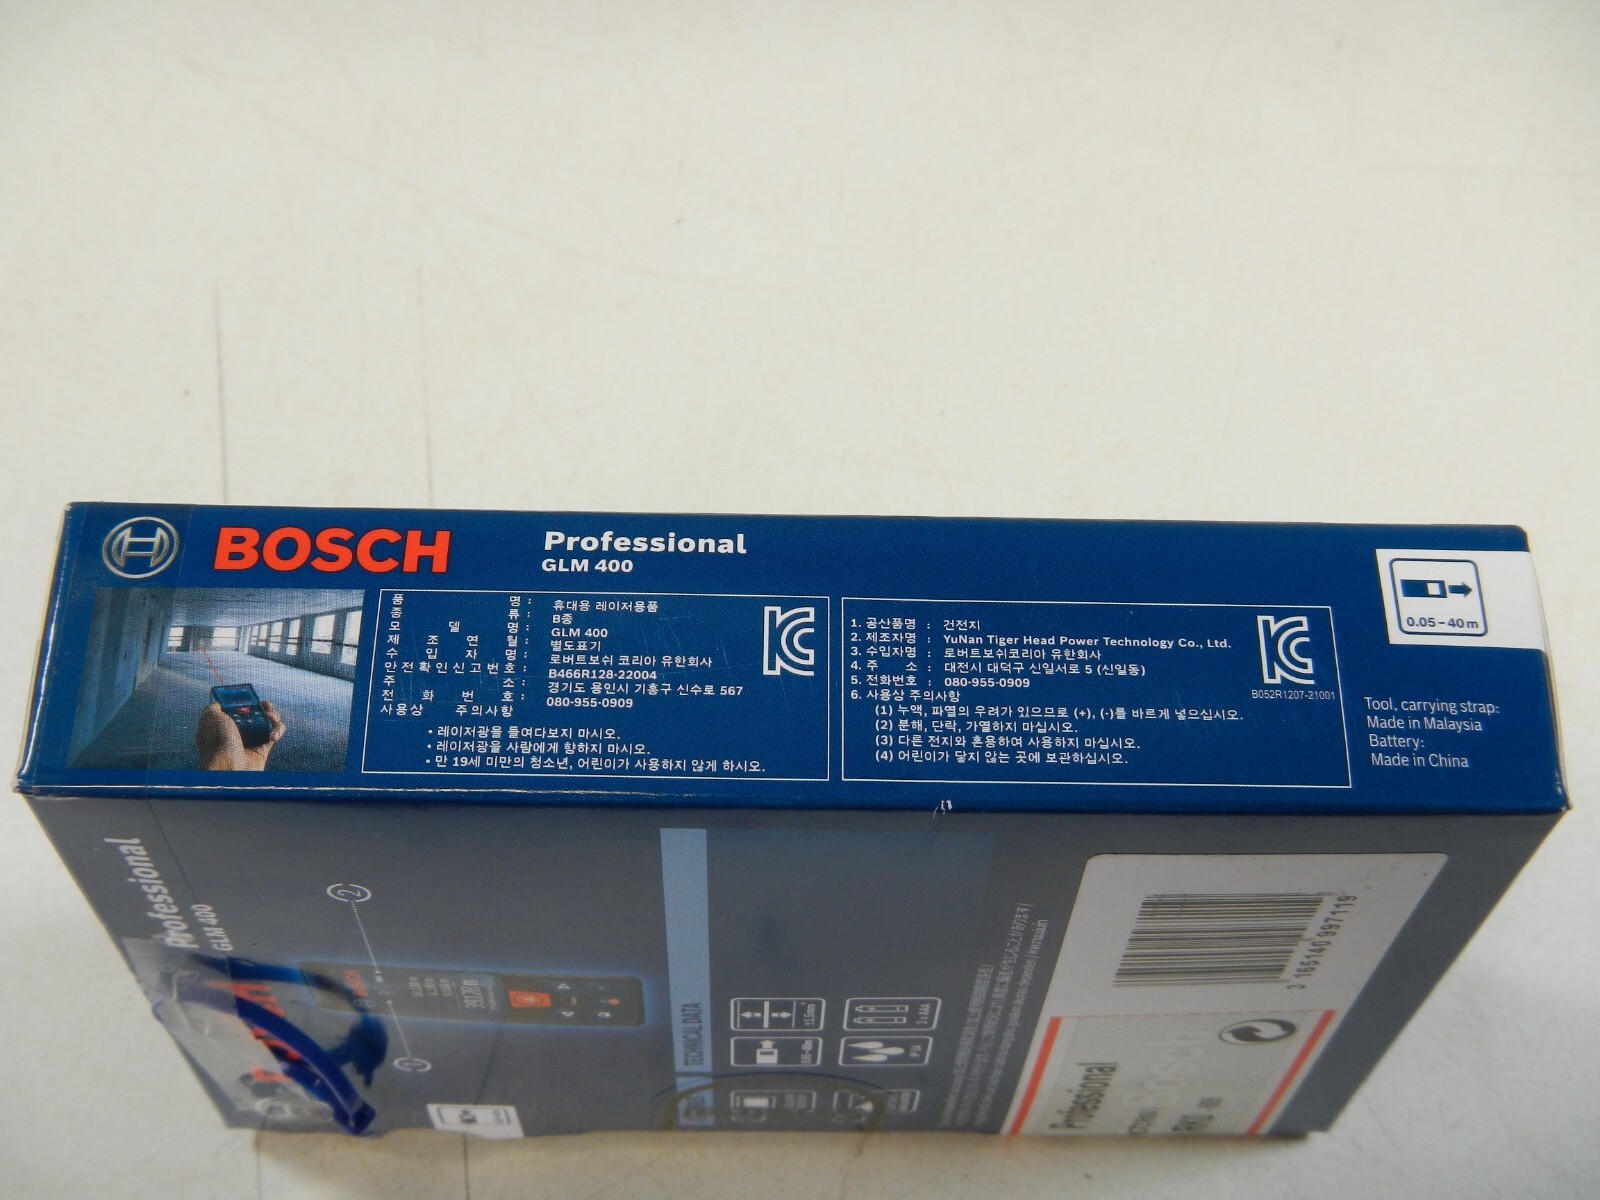 BOSCH
Professional
GLM 400
품 명 : 휴대용 레이저용품
종 류 : B종
모 델 명 : GLM 400
제 조 연 월 : 별도표기
수 입 자 명 : 로버트보쉬 코리아 유한회사
안전확인신고번호 : B466R128-22004
주 소 : 경기도 용인시 기흥구 신수로 567
전 화 번 호 : 080-955-0909
사용상 주의사항
• 레이저광을 들여다보지 마시오.
• 레이저광을 사람에게 향하지 마시오.
• 만 19세 미만의 청소년, 어린이가 사용하지 않게 하시오.
1. 공산품명 : 건전지
2. 제조자명 : YuNan Tiger Head Power Technology Co., Ltd.
3. 수입자명 : 로버트보쉬코리아 유한회사
4. 주 소 : 대전시 대덕구 신일서로 5 (신일동)
5. 전화번호 : 080-955-0909
6. 사용상 주의사항
(1) 누액, 파열의 우려가 있으므로 (+), (-)를 바르게 넣으십시오.
(2) 분해, 단락, 가열하지 마십시오.
(3) 다른 전지와 혼용하여 사용하지 마십시오.
(4) 어린이가 닿지 않는 곳에 보관하십시오.
B052R1207-21001
0.05 – 40 m
Tool, carrying strap:
Made in Malaysia
Battery:
Made in China
Professional
GLM 400
2
1
BOSCH
TECHNICAL DATA
±1.5mm
2 x AAA
0.05-40m
IP 54
3 165140 997119
Professional
Bosch